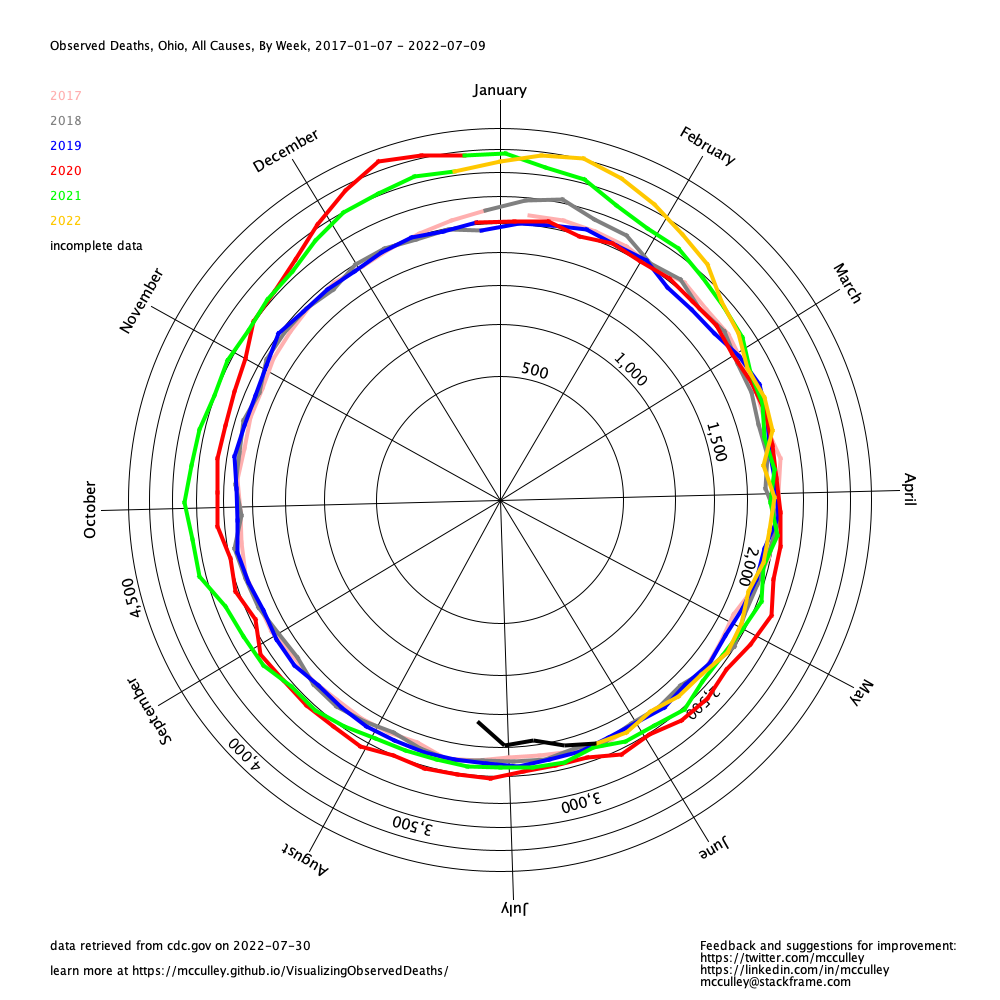 Observed Deaths, Ohio, All Causes, By Week, 2017-01-07 - 2022-07-09
2017
2018
2019
2020
2021
2022
incomplete data
January
February
March
April
May
June
July
August
September
October
November
December
500
1,000
1,500
2,000
2,500
3,000
3,500
4,000
4,500
data retrieved from cdc.gov on 2022-07-30
learn more at https://mcculley.github.io/VisualizingObservedDeaths/
Feedback and suggestions for improvement:
https://twitter.com/mcculley
https://linkedin.com/in/mcculley
mcculley@stackframe.com